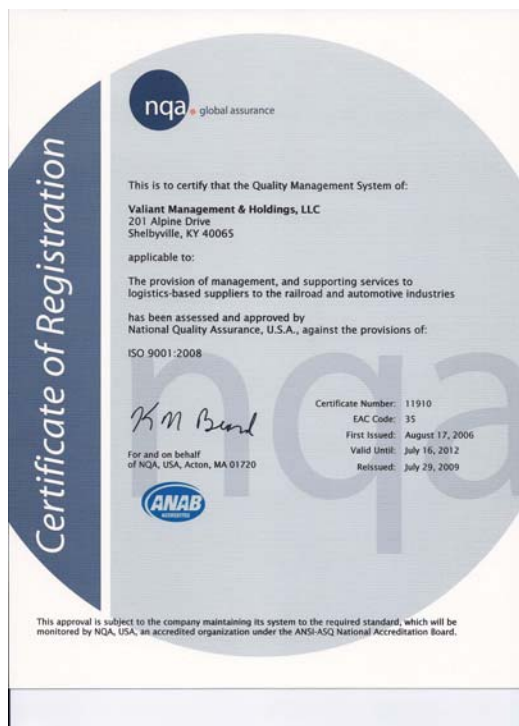 nqa. global assurance
Certificate of Registration
This is to certify that the Quality Management System of:
Valiant Management & Holdings, LLC
201 Alpine Drive
Shelbyville, KY 40065
applicable to:
The provision of management, and supporting services to
logistics-based suppliers to the railroad and automotive industries
has been assessed and approved by
National Quality Assurance, U.S.A., against the provisions of:
ISO 9001:2008
nqa
K M Beard
For and on behalf
of NQA, USA, Acton, MA 01720
Certificate Number: 11910
EAC Code: 35
First Issued: August 17, 2006
Valid Until: July 16, 2012
Reissued: July 29, 2009
ANAB
ACCREDITED
This approval is subject to the company maintaining its system to the required standard, which will be
monitored by NQA, USA, an accredited organization under the ANSI-ASQ National Accreditation Board.